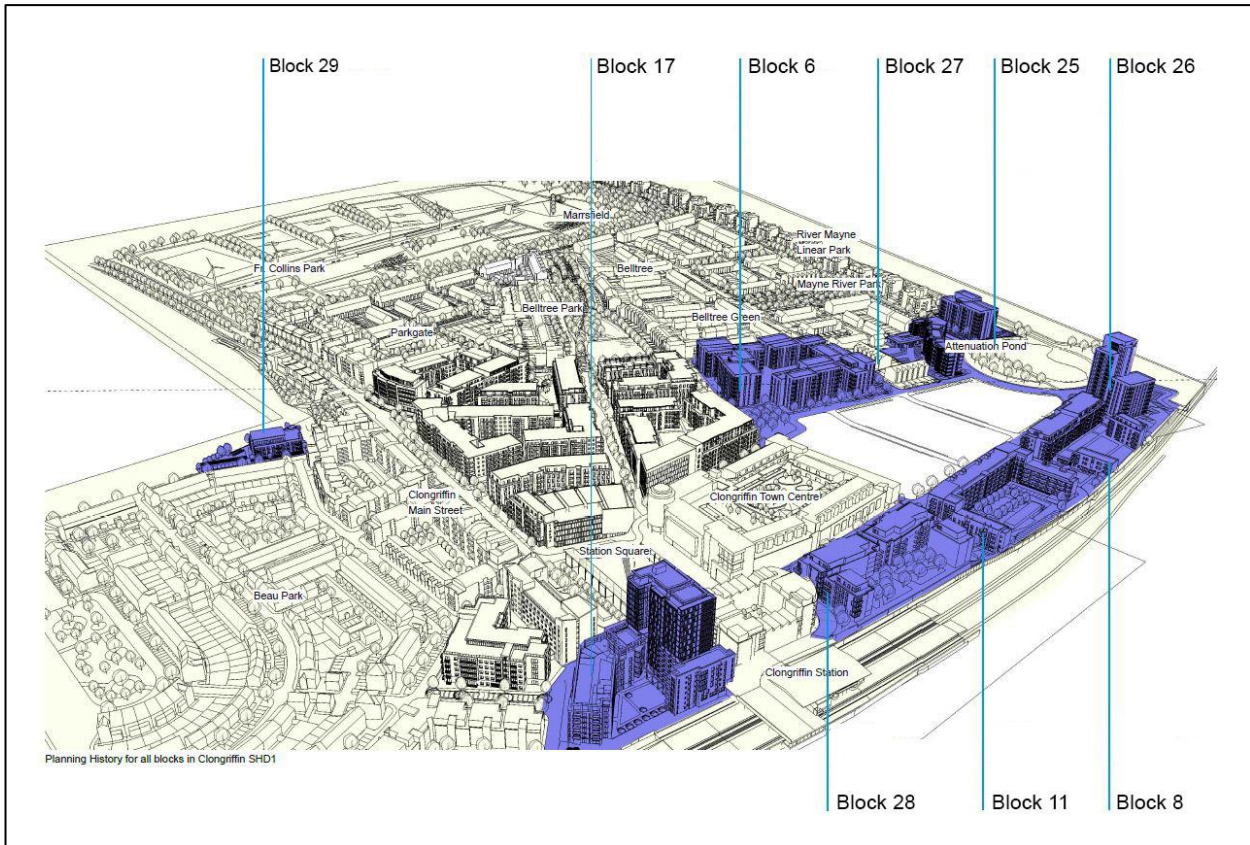 Block 29
Block 17
Block 6
Block 27
Block 25
Block 26
Marrsfield
River Mayne
Linear Park
Fr. Collins Park
Belltree
Mayne River Park
Belltree Park
Belltree Green
Parkgate
Attenuation Pond
Clongriffin
Main Street
Clongriffin Town Centre
Station Square
Beau Park
Clongriffin Station
Planning History for all blocks in Clongriffin SHD1
Block 28
Block 11
Block 8